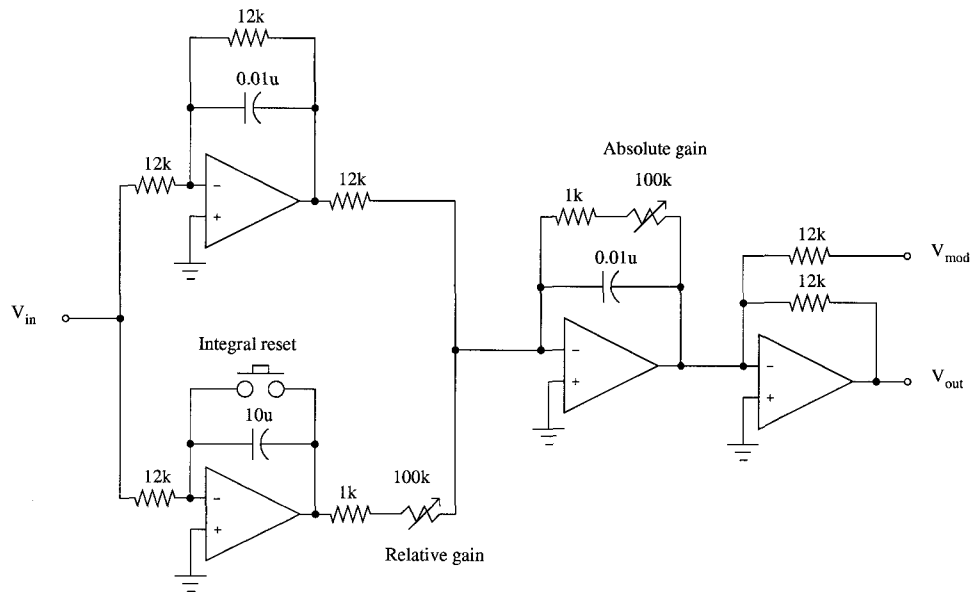 12k
0.01u
12k
-
+
12k
Absolute gain
1k
100k
0.01u
-
+
12k
V_mod
12k
-
+
V_out
V_in
Integral reset
10u
12k
-
+
1k
100k
Relative gain